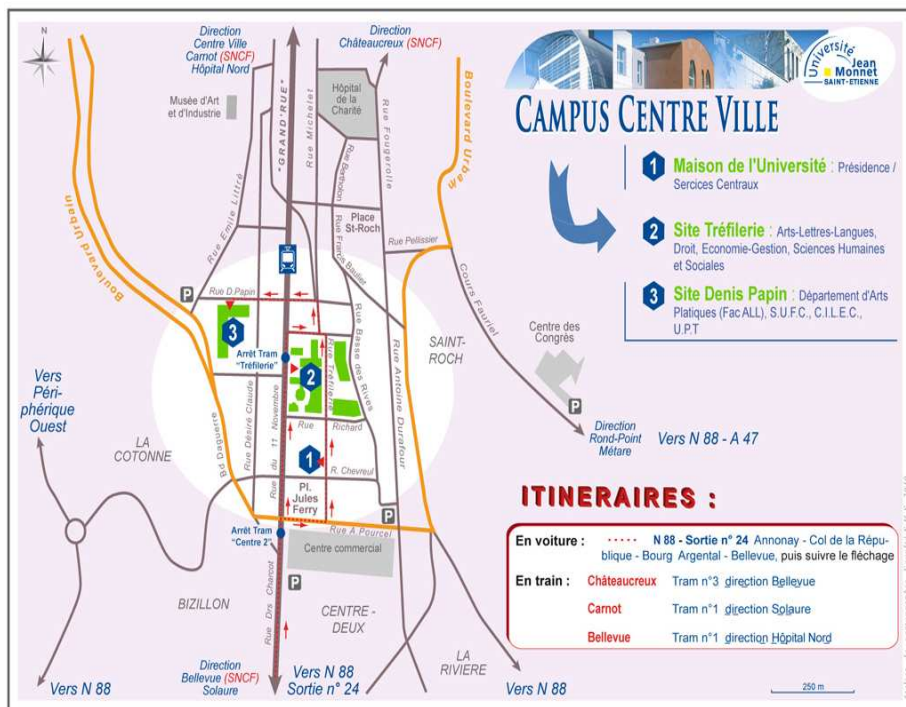 N
Direction
Centre Ville
Carnot (SNCF)
Hôpital Nord
Direction
Châteaucreux (SNCF)
Université
Jean
Monnet
SAINT-ETIENNE
CAMPUS CENTRE VILLE
1 Maison de l'Université : Présidence /
Sercices Centraux
2 Site Tréfilerie : Arts-Lettres-Langues,
Droit, Economie-Gestion, Sciences Humaines
et Sociales
3 Site Denis Papin : Département d'Arts
Platiques (Fac ALL), S.U.F.C., C.I.L.E.C.,
U.P.T
Musée d'Art
et d'Industrie
Hôpital
de la
Charité
"GRAND'RUE"
Rue Michelet
Rue Fougerolle
Boulevard Urbain
Rue Bertholon
Place
St-Roch
Rue Emile Littré
Rue Francis Baulier
Rue Pellissier
Boulevard Urbain
Cours Fauriel
P
Rue D.Papin
3
Arrêt Tram
"Tréfilerie"
2
Rue Tréfilerie
Rue Basse des Rives
Rue Antoine Durafour
SAINT-
ROCH
Centre des
Congrès
P
Direction
Rond-Point
Métare
Vers N 88 - A 47
Vers
Péri-
phérique
Ouest
LA
COTONNE
Bd Daguerre
Rue Désiré Claude
Rue du 11 Novembre
Rue Richard
1
R. Chevreul
Pl.
Jules
Ferry
P
Rue A.Pourcel
Arrêt Tram
"Centre 2"
Centre commercial
P
BIZILLON
Rue Drs Charcot
CENTRE -
DEUX
LA
RIVIERE
Vers N 88
Direction
Bellevue (SNCF)
Solaure
Vers N 88
Sortie n° 24
Vers N 88
ITINERAIRES :
En voiture : N 88 - Sortie n° 24 Annonay - Col de la Répu-
blique - Bourg Argental - Bellevue, puis suivre le fléchage
En train : Châteaucreux Tram n°3 direction Bellevue
Carnot Tram n°1 direction Solaure
Bellevue Tram n°1 direction Hôpital Nord
250 m